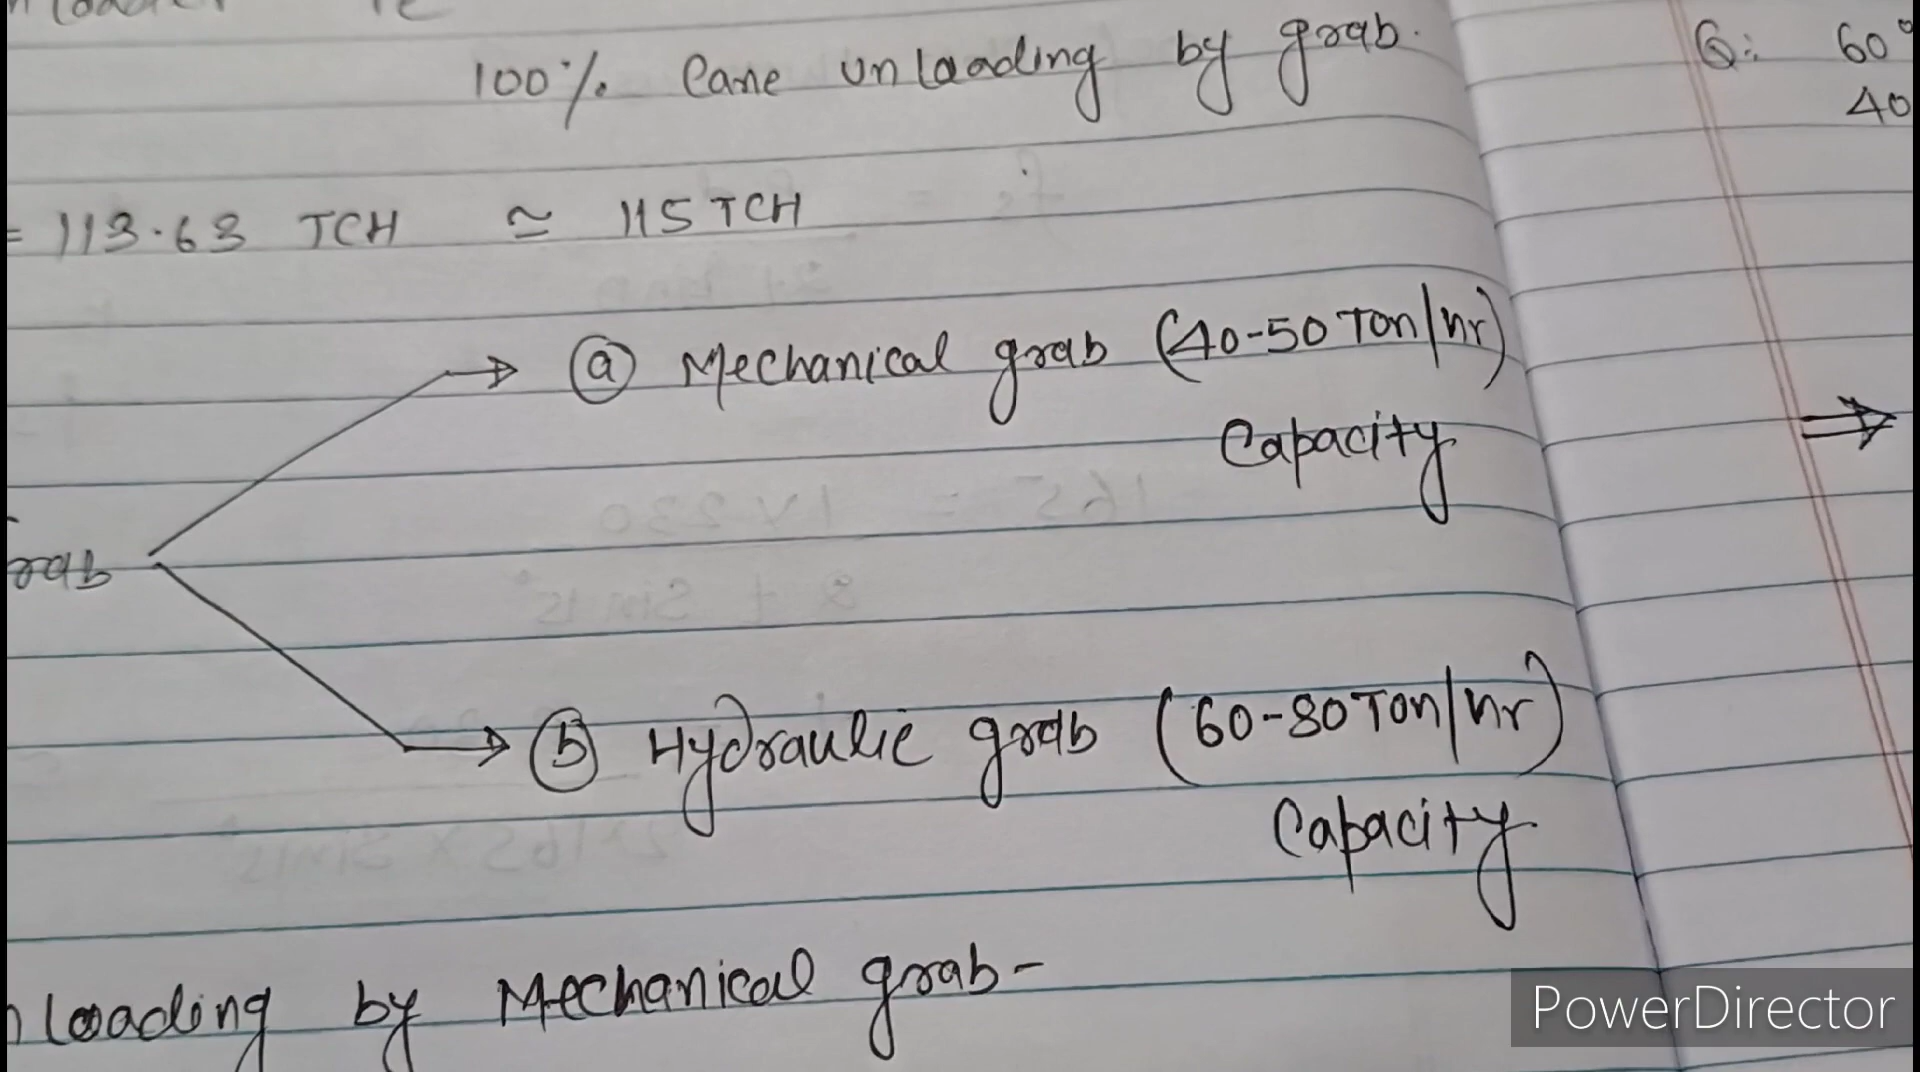 100% Cane unloading by grab.
= 113.63 TCH ≃ 115 TCH
→ ⓐ Mechanical grab (40-50 Ton/hr)
Capacity
rab
→ ⓑ Hydraulic grab (60-80 Ton/hr)
Capacity
loading by Mechanical grab-
Q: 60
40
⇒
PowerDirector